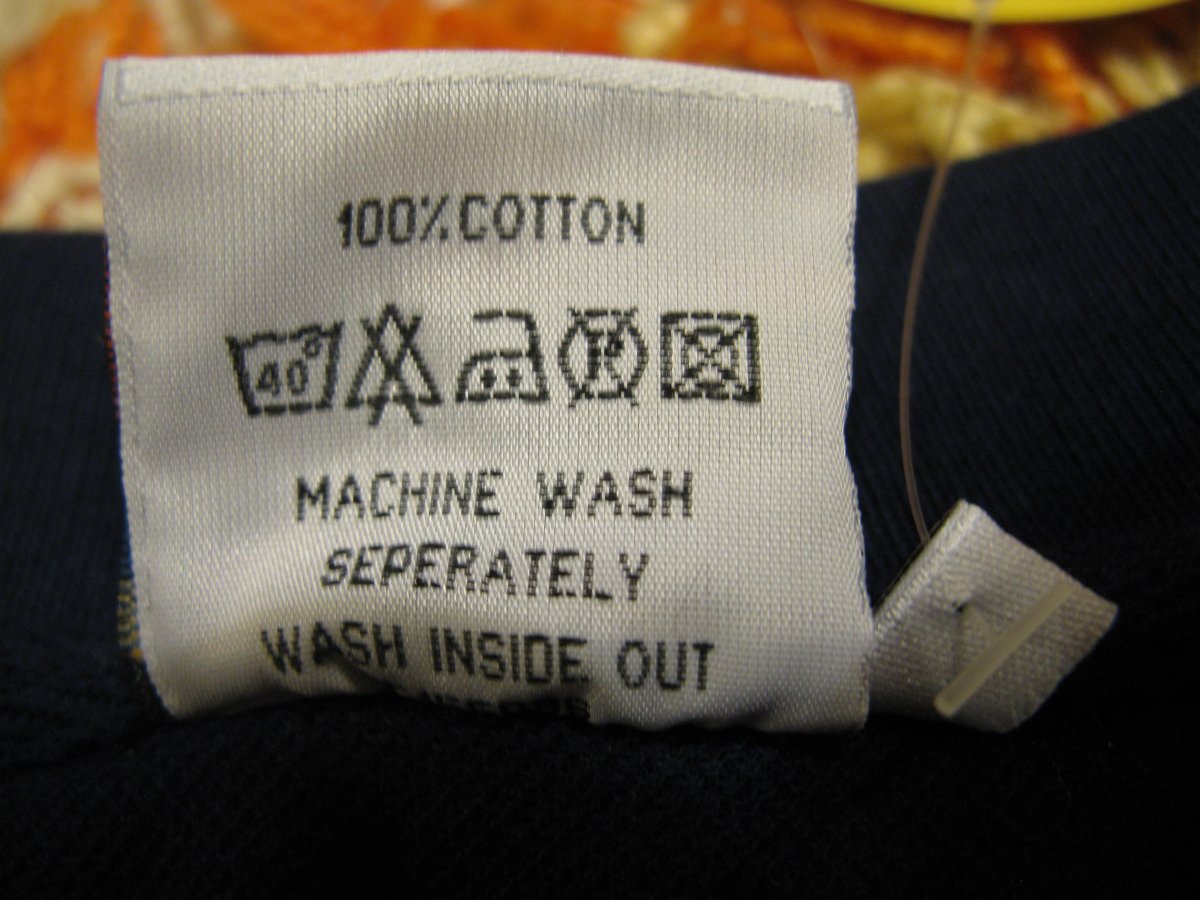 100% COTTON
40°
P
MACHINE WASH
SEPERATELY
WASH INSIDE OUT